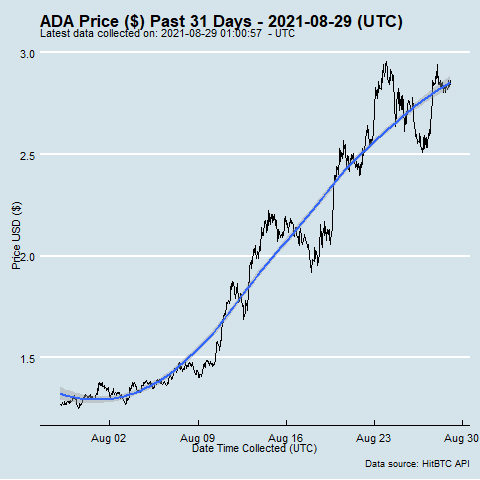 ADA Price ($) Past 31 Days - 2021-08-29 (UTC)
Latest data collected on: 2021-08-29 01:00:57 - UTC
3.0
2.5
2.0
1.5
Price USD ($)
Aug 02 Aug 09 Aug 16 Aug 23 Aug 30
Date Time Collected (UTC)
Data source: HitBTC API